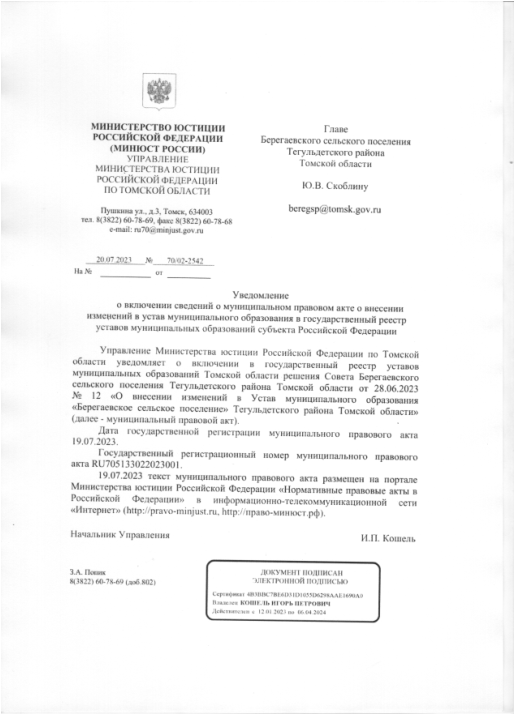 МИНИСТЕРСТВО ЮСТИЦИИ
РОССИЙСКОЙ ФЕДЕРАЦИИ
(МИНЮСТ РОССИИ)
УПРАВЛЕНИЕ
МИНИСТЕРСТВА ЮСТИЦИИ
РОССИЙСКОЙ ФЕДЕРАЦИИ
ПО ТОМСКОЙ ОБЛАСТИ
Пушкина ул., д.3, Томск, 634003
тел. 8(3822) 60-78-69, факс 8(3822) 60-78-68
e-mail: ru70@minjust.gov.ru
20.07.2023 № 70/02-2542
На № от
Главе
Берегаевского сельского поселения
Тегульдетского района
Томской области
Ю.В. Скоблину
beregsp@tomsk.gov.ru
Уведомление
о включении сведений о муниципальном правовом акте о внесении
изменений в устав муниципального образования в государственный реестр
уставов муниципальных образований субъекта Российской Федерации
Управление Министерства юстиции Российской Федерации по Томской
области уведомляет о включении в государственный реестр уставов
муниципальных образований Томской области решения Совета Берегаевского
сельского поселения Тегульдетского района Томской области от 28.06.2023
№ 12 «О внесении изменений в Устав муниципального образования
«Берегаевское сельское поселение» Тегульдетского района Томской области»
(далее - муниципальный правовой акт).
Дата государственной регистрации муниципального правового акта
19.07.2023.
Государственный регистрационный номер муниципального правового
акта RU705133022023001.
19.07.2023 текст муниципального правового акта размещен на портале
Министерства юстиции Российской Федерации «Нормативные правовые акты в
Российской Федерации» в информационно-телекоммуникационной сети
«Интернет» (http://pravo-minjust.ru, http://право-минюст.рф).
Начальник Управления И.П. Кошель
З.А. Попик
8(3822) 60-78-69 (доб.802)
ДОКУМЕНТ ПОДПИСАН
ЭЛЕКТРОННОЙ ПОДПИСЬЮ
Сертификат
Владелец КОШЕЛЬ ИГОРЬ ПЕТРОВИЧ
Действителен с 12.01.2023 по 06.04.2024